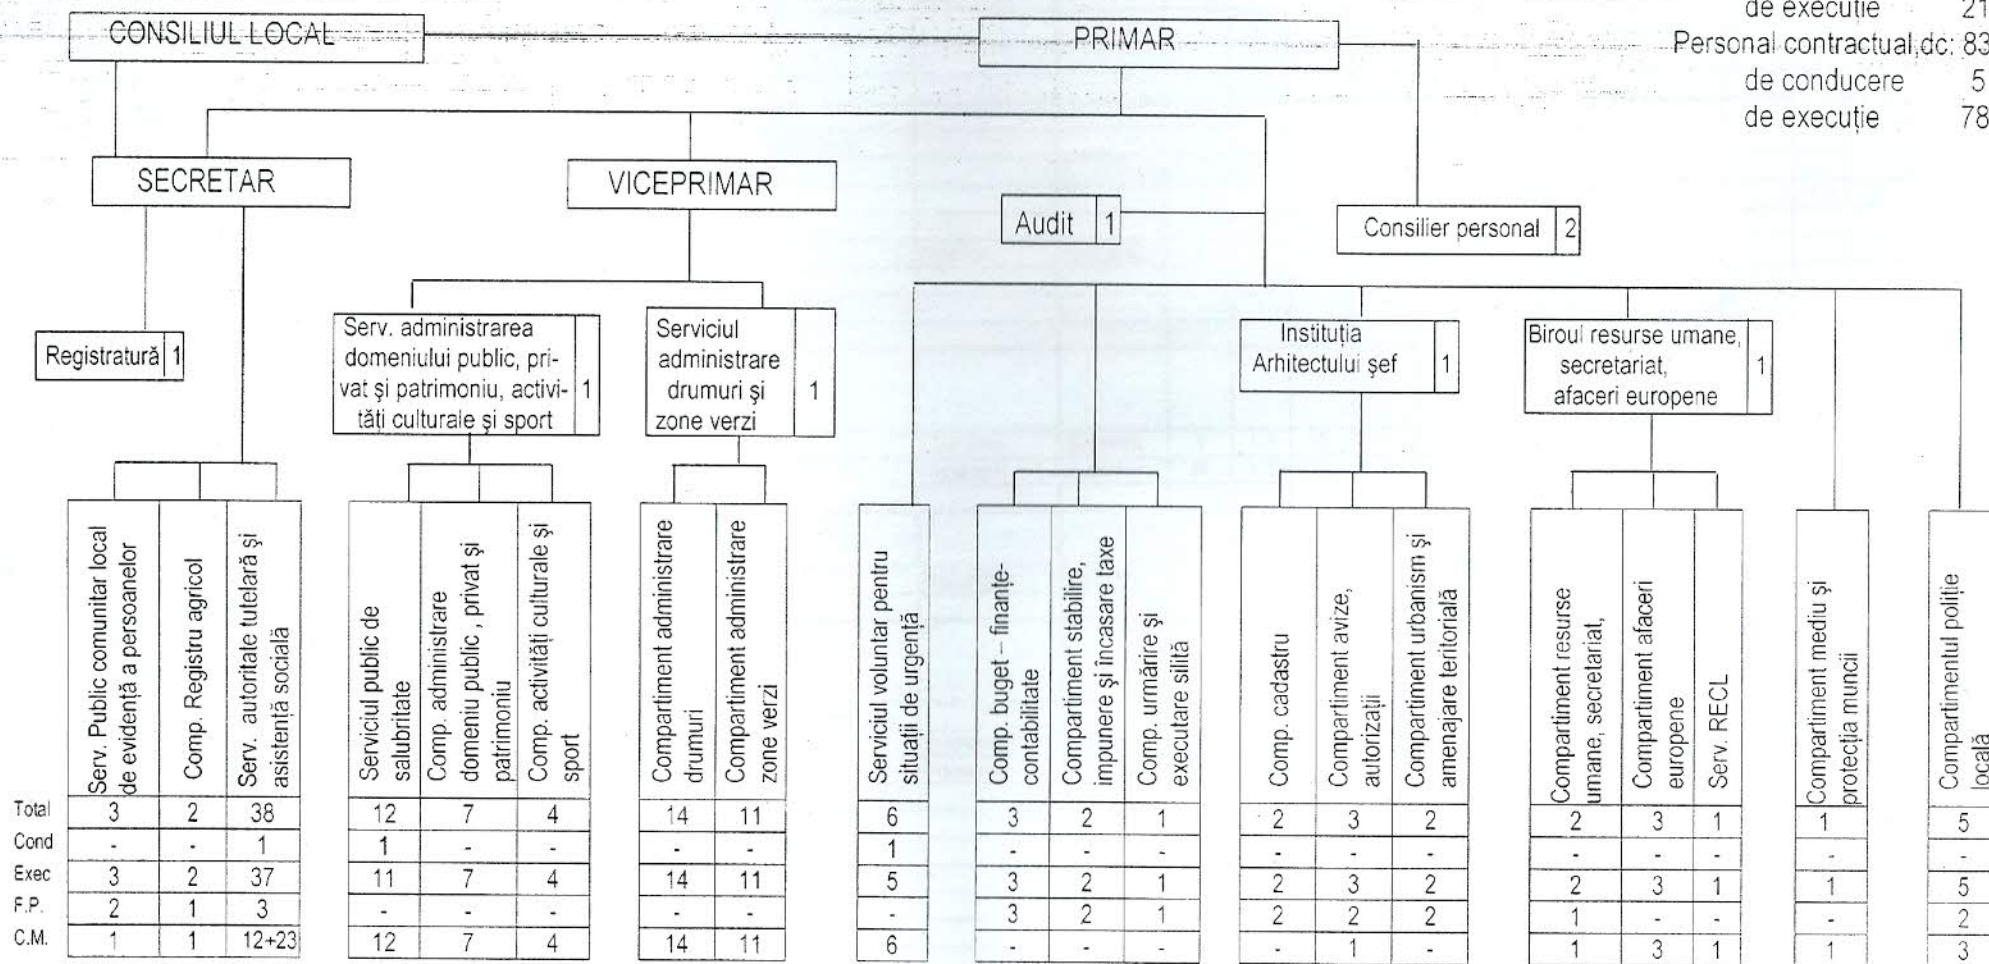 de execuție 21
Personal contractual,dc: 83
de conducere 5
de execuție 78
CONSILIUL LOCAL
PRIMAR
SECRETAR
VICEPRIMAR
Audit 1
Consilier personal 2
Registratură 1
Serv. administrarea
domeniului public, pri-
vat și patrimoniu, activi-
tăți culturale și sport
1
Serviciul
administrare
drumuri și
zone verzi
1
Instituția
Arhitectului șef
1
Biroul resurse umane,
secretariat,
afaceri europene
1
Serv. Public comunitar local
de evidență a persoanelor
Comp. Registru agricol
Serv. autoritate tutelară și
asistență socială
Serviciul public de
salubritate
Comp. administrare
domeniu public , privat și
patrimoniu
Comp. activități culturale și
sport
Compartiment administrare
drumuri
Compartiment administrare
zone verzi
Serviciul voluntar pentru
situații de urgență
Comp. buget – finanțe-
contabilitate
Compartiment stabilire,
impunere și încasare taxe
Comp. urmărire și
executare silită
Comp. cadastru
Compartiment avize,
autorizații
Compartiment urbanism și
amenajare teritorială
Compartiment resurse
umane, secretariat,
Compartiment afaceri
europene
Serv. RECL
Compartiment mediu și
protecția muncii
Compartimentul poliție
locală
Total 3 2 38 12 7 4 14 11 6 3 2 1 2 3 2 2 3 1 1 5
Cond - - 1 1 - - - - 1 - - - - - - - - - - -
Exec 3 2 37 11 7 4 14 11 5 3 2 1 2 3 2 2 3 1 1 5
F.P. 2 1 3 - - - - - - 3 2 1 2 2 2 1 - - - 2
C.M. 1 1 12+23 12 7 4 14 11 6 - - - - 1 - 1 3 1 1 3